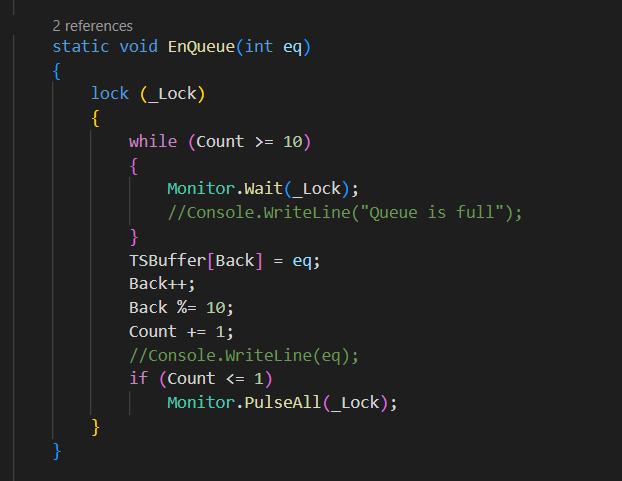 2 references
static void EnQueue(int eq)
{
lock (_Lock)
{
while (Count >= 10)
{
Monitor.Wait(_Lock);
//Console.WriteLine("Queue is full");
}
TSBuffer[Back] = eq;
Back++;
Back %= 10;
Count += 1;
//Console.WriteLine(eq);
if (Count <= 1)
Monitor.PulseAll(_Lock);
}
}